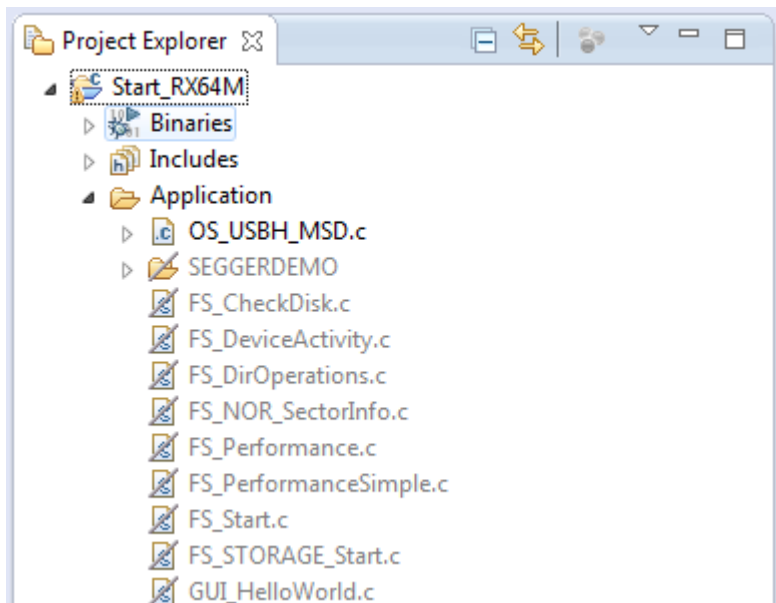 Project Explorer
Start_RX64M
Binaries
Includes
Application
OS_USBH_MSD.c
SEGGERDEMO
FS_CheckDisk.c
FS_DeviceActivity.c
FS_DirOperations.c
FS_NOR_SectorInfo.c
FS_Performance.c
FS_PerformanceSimple.c
FS_Start.c
FS_STORAGE_Start.c
GUI_HelloWorld.c